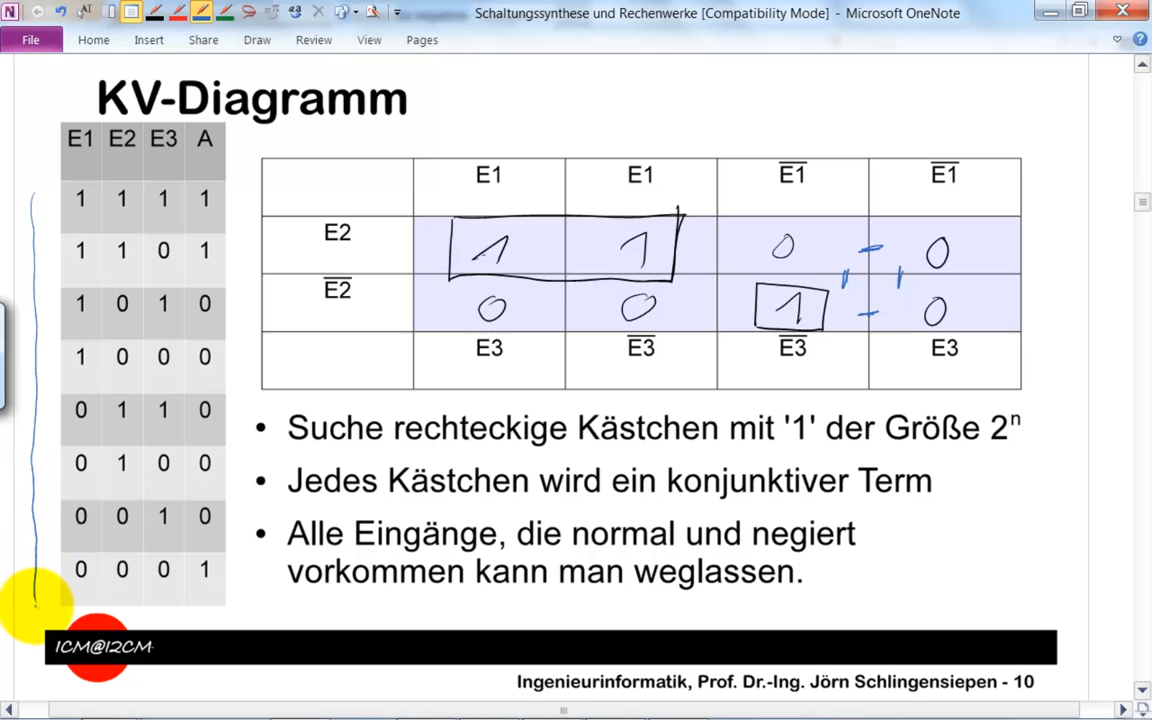 Schaltungssynthese und Rechenwerke [Compatibility Mode] - Microsoft OneNote
File Home Insert Share Draw Review View Pages
KV-Diagramm
E1 E2 E3 A
1 1 1 1
1 1 0 1
1 0 1 0
1 0 0 0
0 1 1 0
0 1 0 0
0 0 1 0
0 0 0 1
E1 E1 E̅1̅ E̅1̅
E2 1 1 0 0
E̅2̅ 0 0 1 0
E3 E̅3̅ E̅3̅ E3
• Suche rechteckige Kästchen mit '1' der Größe 2ⁿ
• Jedes Kästchen wird ein konjunktiver Term
• Alle Eingänge, die normal und negiert
vorkommen kann man weglassen.
1CM@12CM
Ingenieurinformatik, Prof. Dr.-Ing. Jörn Schlingensiepen - 10